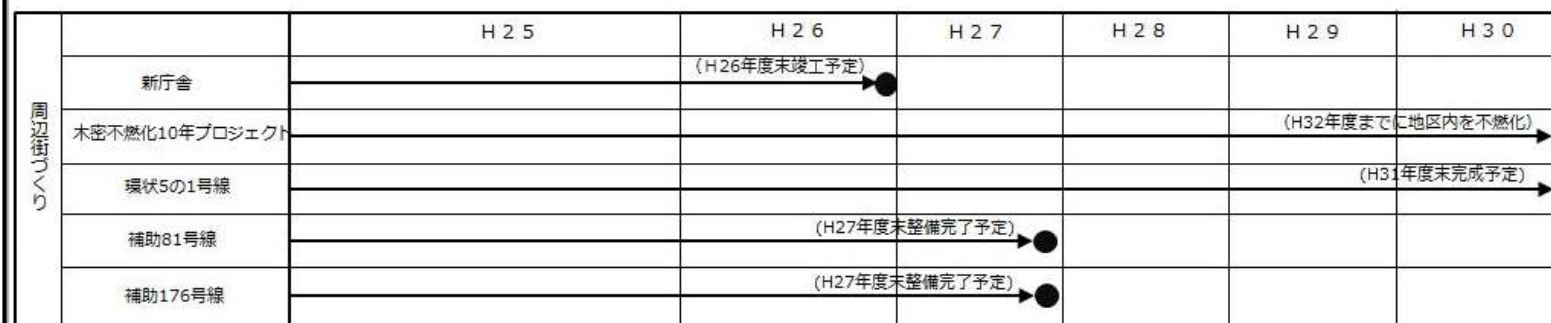 H25 H26 H27 H28 H29 H30
周辺街づくり
新庁舎 (H26年度末竣工予定)
木密不燃化10年プロジェクト (H32年度までに地区内を不燃化)
環状5の1号線 (H31年度末完成予定)
補助81号線 (H27年度末整備完了予定)
補助176号線 (H27年度末整備完了予定)